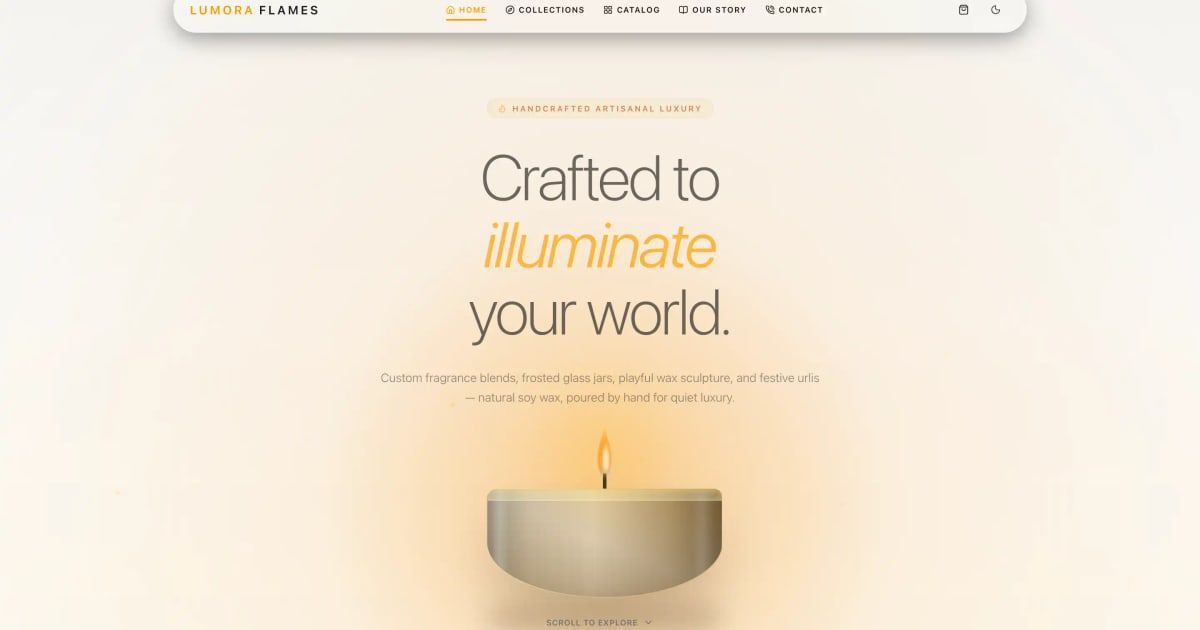 LUMORA FLAMES
HOME COLLECTIONS CATALOG OUR STORY CONTACT
HANDCRAFTED ARTISANAL LUXURY
Crafted to
illuminate
your world.
Custom fragrance blends, frosted glass jars, playful wax sculpture, and festive urlis
— natural soy wax, poured by hand for quiet luxury.
SCROLL TO EXPLORE